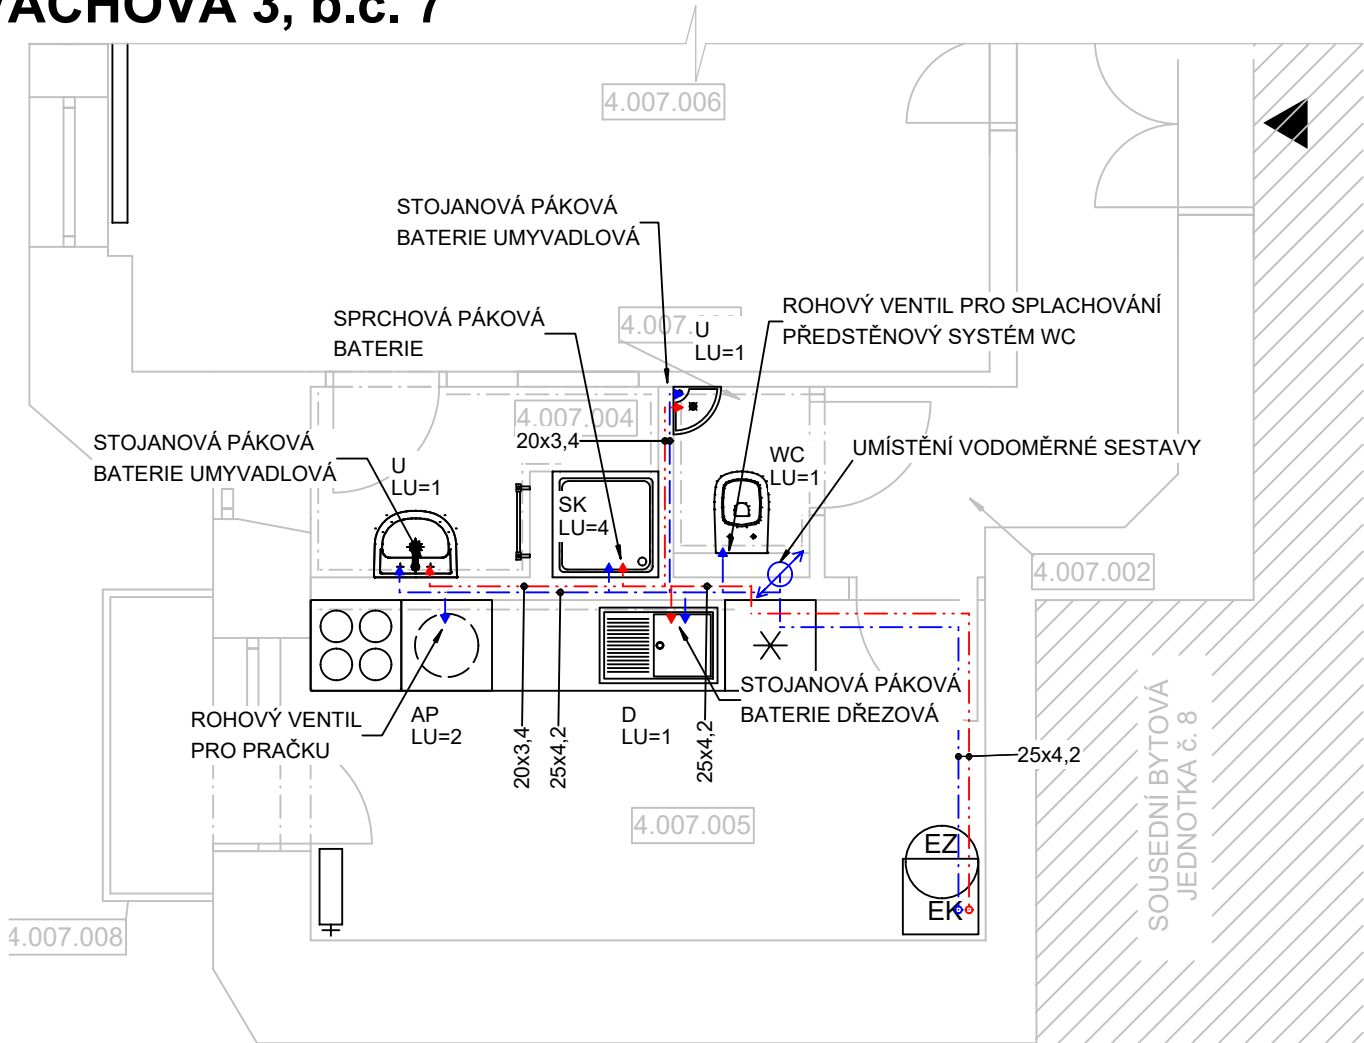 VACHOVA 3, b.č. 7
4.007.006
STOJANOVÁ PÁKOVÁ
BATERIE UMYVADLOVÁ
SPRCHOVÁ PÁKOVÁ
BATERIE
4.007.
U
LU=1
ROHOVÝ VENTIL PRO SPLACHOVÁNÍ
PŘEDSTĚNOVÝ SYSTÉM WC
4.007.004
20x3,4
STOJANOVÁ PÁKOVÁ
BATERIE UMYVADLOVÁ
U
LU=1
WC
LU=1
UMÍSTĚNÍ VODOMĚRNÉ SESTAVY
SK
LU=4
4.007.002
STOJANOVÁ PÁKOVÁ
BATERIE DŘEZOVÁ
ROHOVÝ VENTIL
PRO PRAČKU
AP
LU=2
20x3,4
25x4,2
D
LU=1
25x4,2
25x4,2
SOUSEDNÍ BYTOVÁ
JEDNOTKA č. 8
4.007.005
EZ
EK
4.007.008